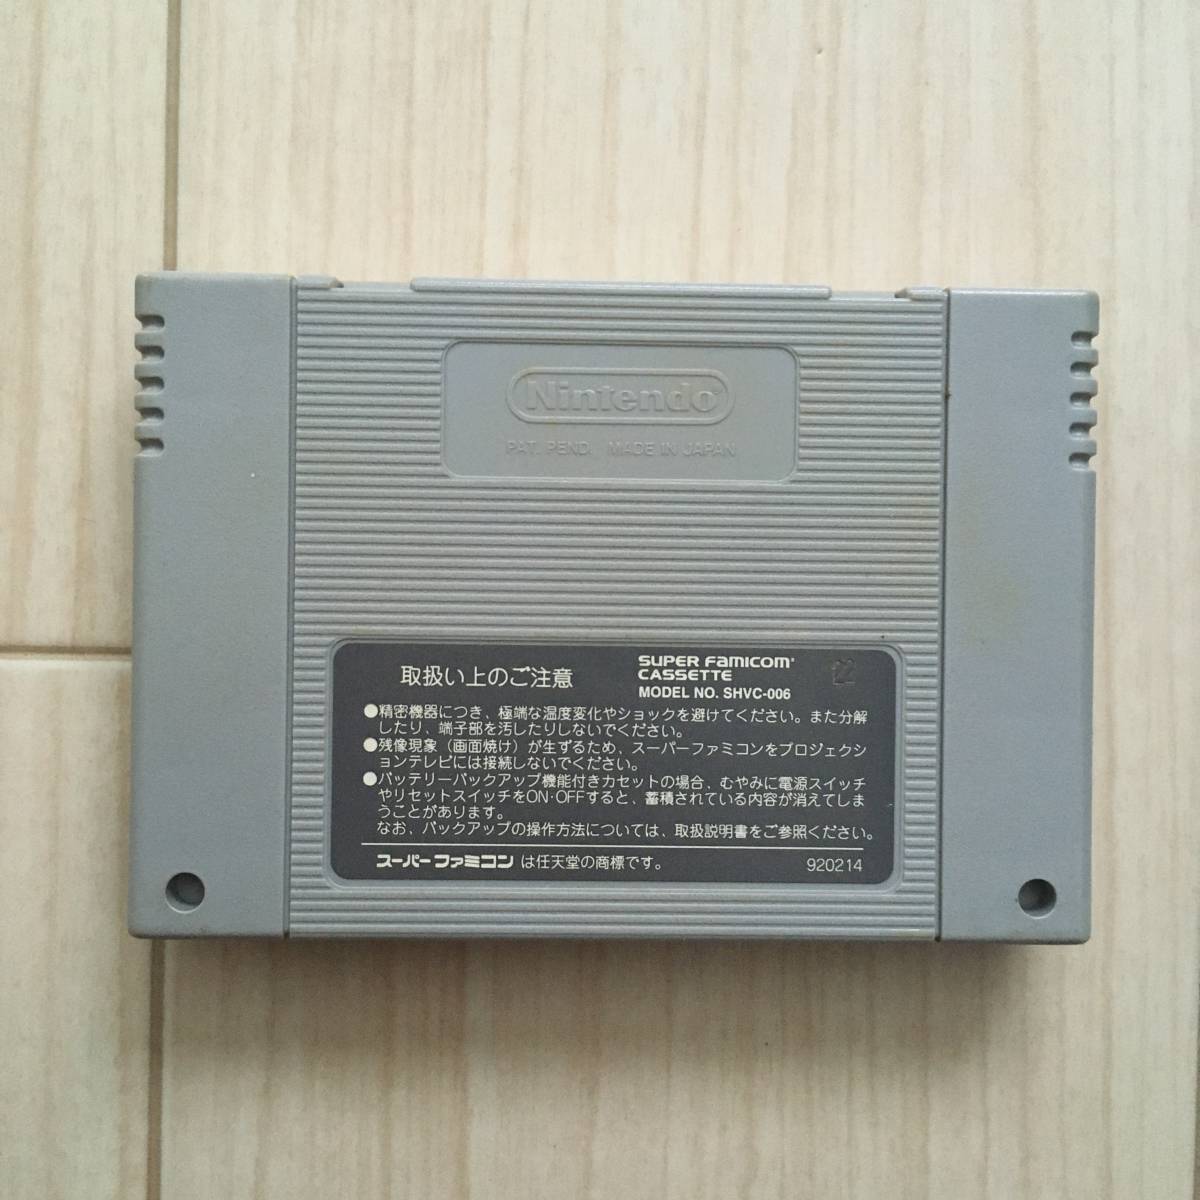 Nintendo
PAT. PEND. MADE IN JAPAN
取扱い上のご注意
SUPER FAMICOM
CASSETTE
MODEL NO. SHVC-006
22
●精密機器につき、極端な温度変化やショックを避けてください。また分解
したり、端子部を汚したりしないでください。
●残像現象（画面焼け）が生ずるため、スーパーファミコンをプロジェクシ
ョンテレビには接続しないでください。
●バッテリーバックアップ機能付きカセットの場合、むやみに電源スイッチ
やリセットスイッチをON・OFFすると、蓄積されている内容が消えてしま
うことがあります。
なお、バックアップの操作方法については、取扱説明書をご参照ください。
スーパーファミコン は任天堂の商標です。
920214